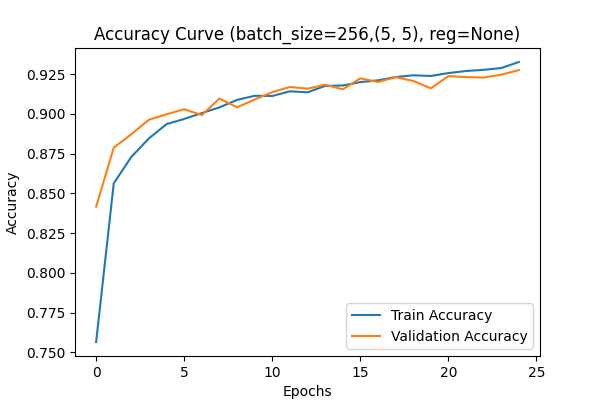 Accuracy Curve (batch_size=256,(5, 5), reg=None)
Accuracy
0.925
0.900
0.875
0.850
0.825
0.800
0.775
0.750
Train Accuracy
Validation Accuracy
0 5 10 15 20 25
Epochs